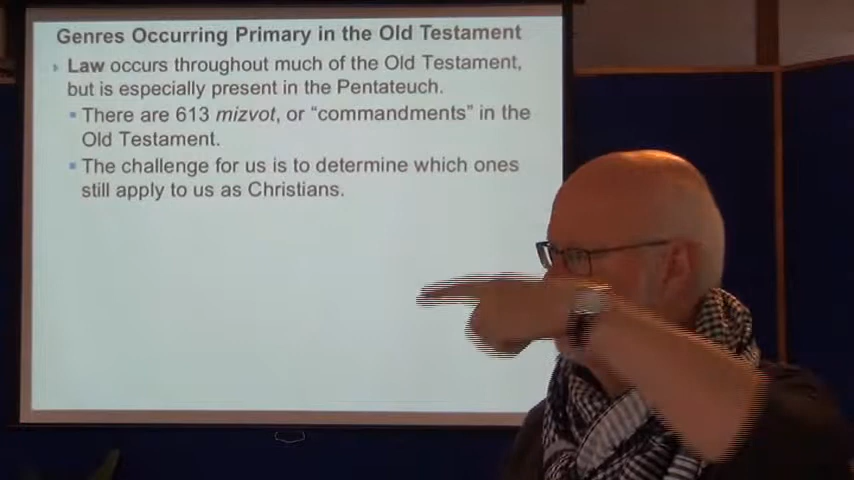 Genres Occurring, Primary in the Old Testament
Law occurs throughout much of the Old Testament,
but is especially present in the Pentateuch.
There are 613 mizvot, or “commandments” in the
Old Testament.
The challenge for us is to determine which ones
still apply to us as Christians.